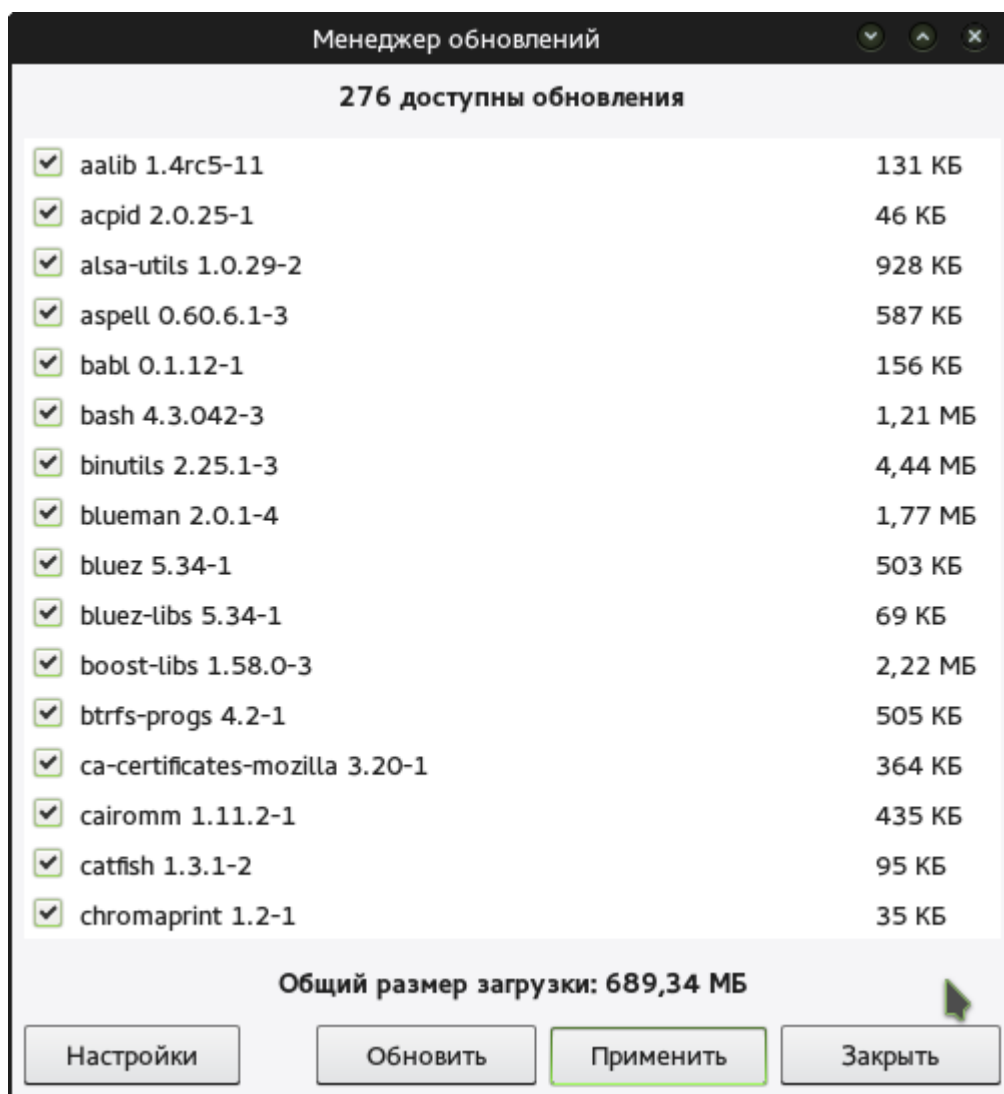 Менеджер обновлений
276 доступны обновления
aalib 1.4rc5-11 131 КБ
acpid 2.0.25-1 46 КБ
alsa-utils 1.0.29-2 928 КБ
aspell 0.60.6.1-3 587 КБ
babl 0.1.12-1 156 КБ
bash 4.3.042-3 1,21 МБ
binutils 2.25.1-3 4,44 МБ
blueman 2.0.1-4 1,77 МБ
bluez 5.34-1 503 КБ
bluez-libs 5.34-1 69 КБ
boost-libs 1.58.0-3 2,22 МБ
btrfs-progs 4.2-1 505 КБ
ca-certificates-mozilla 3.20-1 364 КБ
cairomm 1.11.2-1 435 КБ
catfish 1.3.1-2 95 КБ
chromaprint 1.2-1 35 КБ
Общий размер загрузки: 689,34 МБ
Настройки Обновить Применить Закрыть